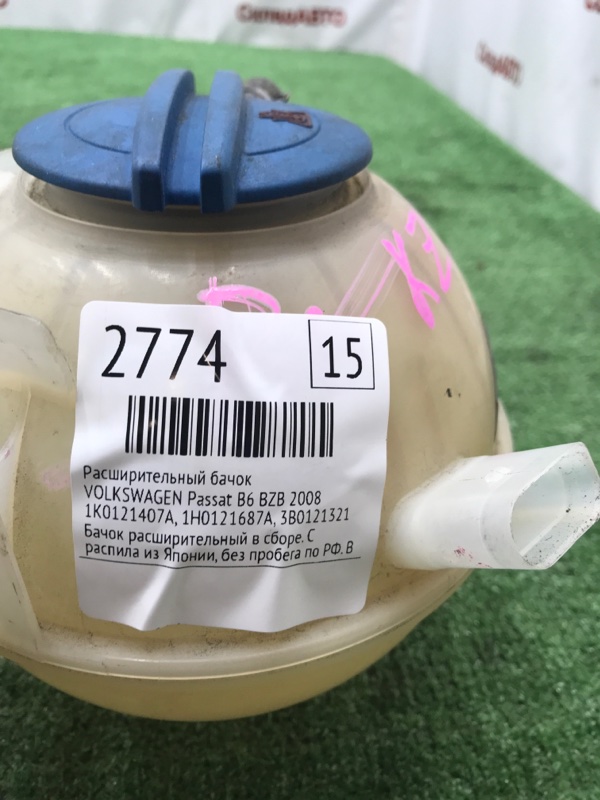 2774 15
Расширительный бачок
VOLKSWAGEN Passat B6 BZB 2008
1K0121407A, 1H0121687A, 3B0121321
Бачок расширительный в сборе. С
распила из Японии, без пробега по РФ. В